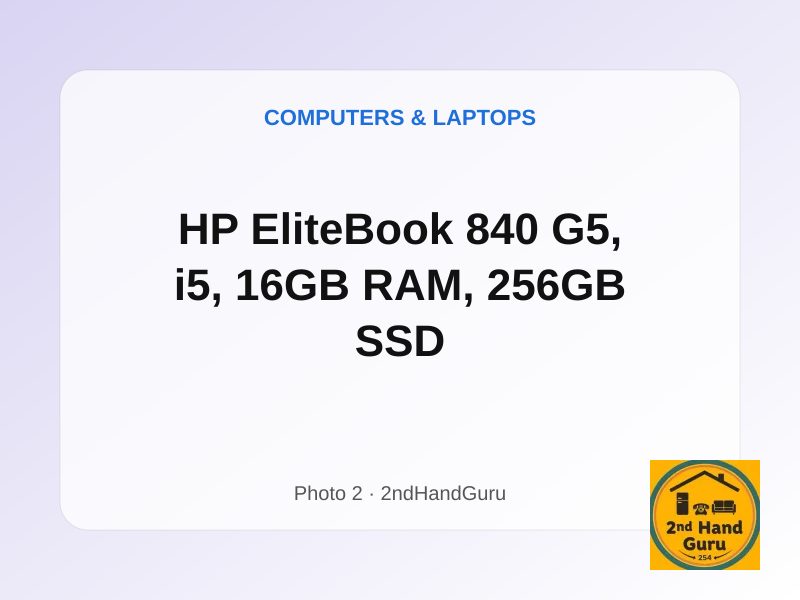 COMPUTERS & LAPTOPS
HP EliteBook 840 G5,
i5, 16GB RAM, 256GB
SSD
Photo 2 · 2ndHandGuru
2nd Hand
Guru
254